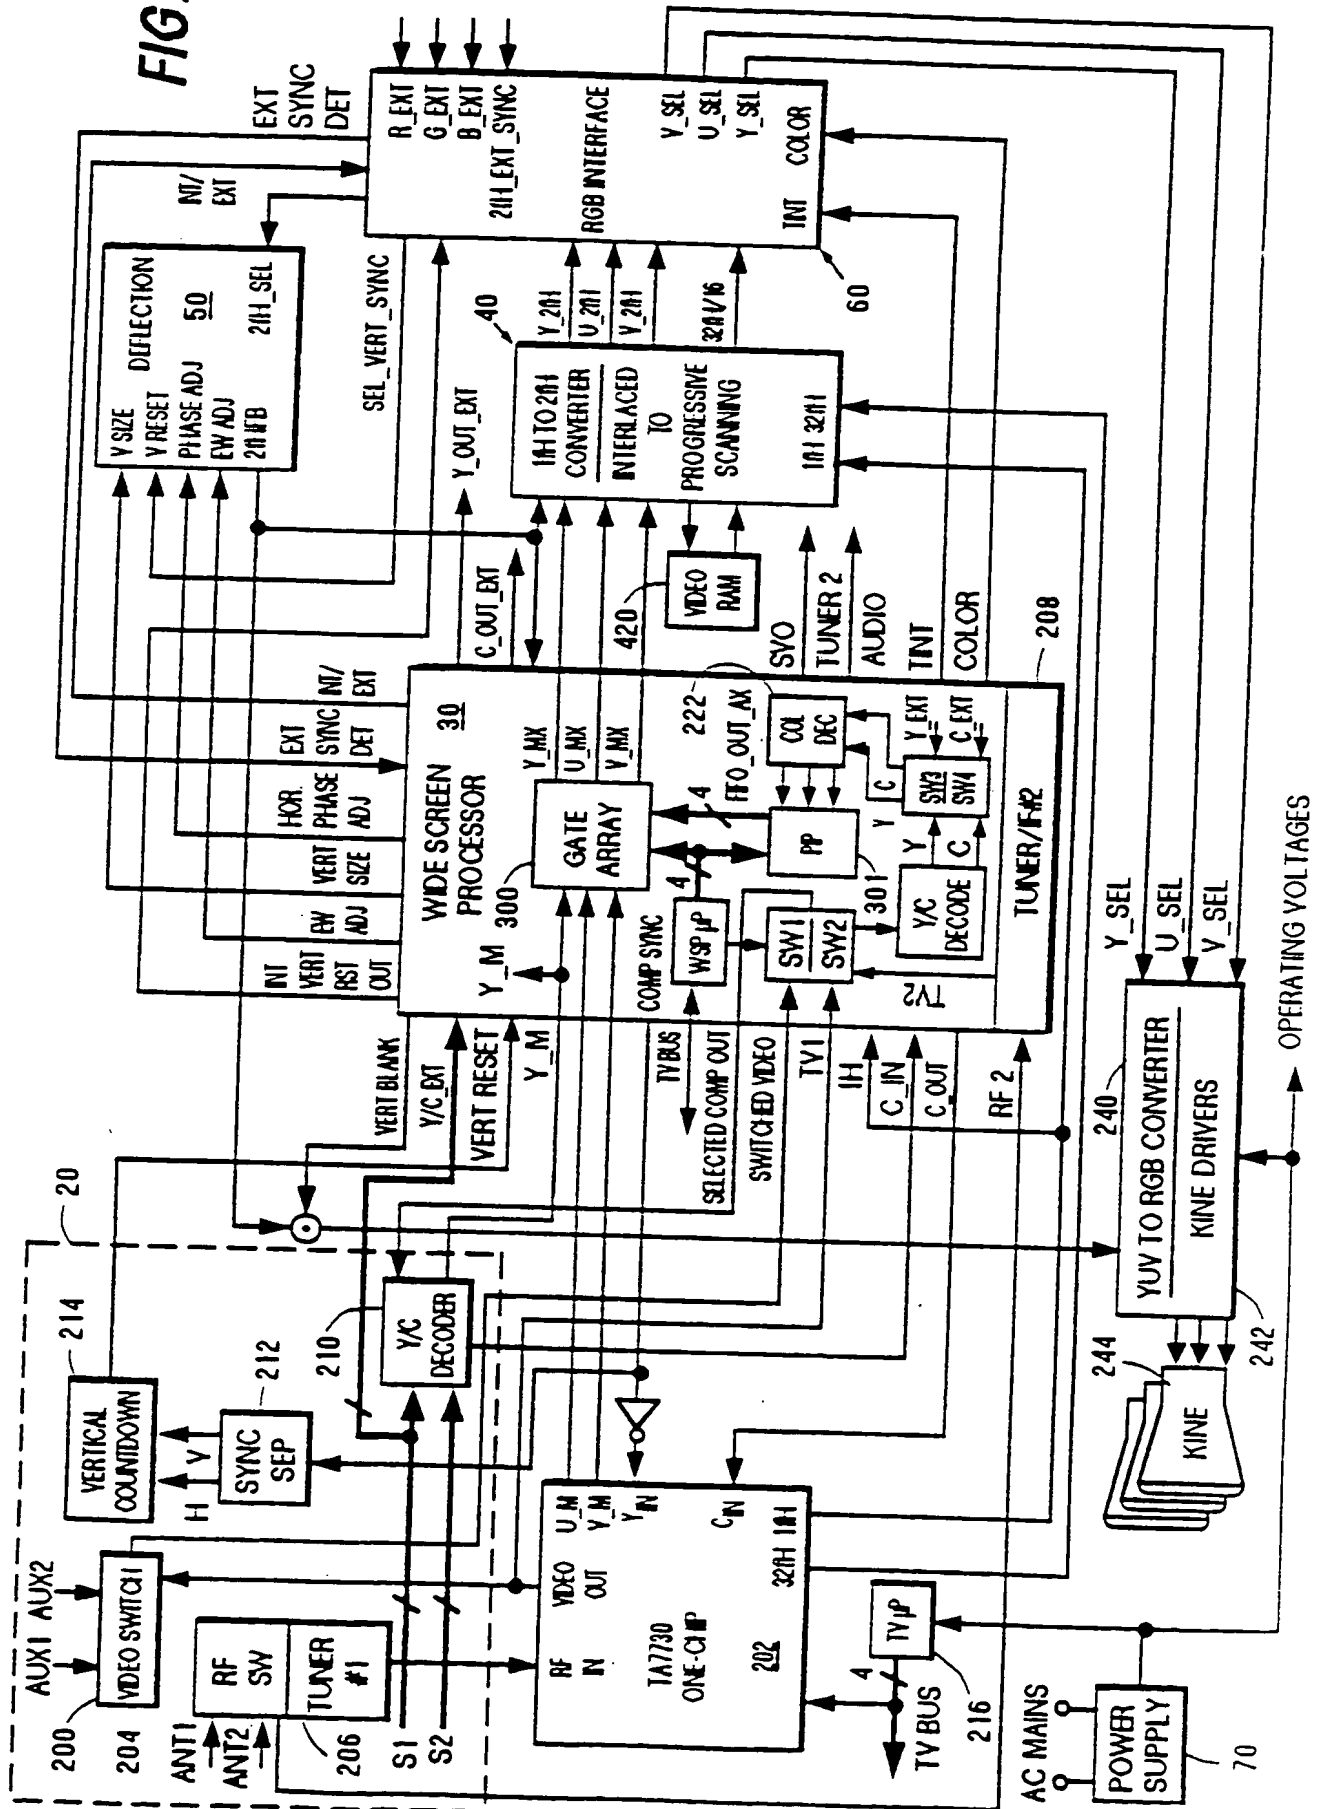 FIG.
EXT
SYNC
DET
NT/
EXT
R_EXT
G_EXT
B_EXT
2fH_EXT_SYNC
RGB INTERFACE
V_SEL
U_SEL
Y_SEL
TINT
COLOR
60
DEFLECTION
50
V SIZE
V RESET
PHASE ADJ
EW ADJ
2fHFB
2fH_SEL
SEL_VERT_SYNC
Y_OUT_EXT
C_OUT_EXT
40
1fH TO 2fH
CONVERTER
INTERLACED
TO
PROGRESSIVE
SCANNING
1fH 32fH
Y_2fH
U_2fH
V_2fH
32fH/16
VIDEO
RAM
420
SVO
TUNER 2
AUDIO
TINT
COLOR
208
NT/
EXT
EXT
SYNC
DET
HOR.
PHASE
ADJ
VERT
SIZE
EW
ADJ
INT
VERT
RST
OUT
30
WIDE SCREEN
PROCESSOR
Y_MX
U_MX
V_MX
300
GATE
ARRAY
4
FIFO_OUT_AX
222
COL
DEC
PP
301
4
WSP µP
COMP SYNC
SW1
SW2
Y/C
DECODE
Y
C
SW3
SW4
Y
C
Y_EXT
C_EXT
TV2
TUNER/IF#2
Y_M
VERT BLANK
Y/C_EXT
VERT RESET
Y_M
TV BUS
SELECTED COMP OUT
SWITCHED VIDEO
TV1
IH
C_IN
C_OUT
RF 2
Y_SEL
U_SEL
V_SEL
240
YUV TO RGB CONVERTER
KINE DRIVERS
242
244
KINE
OPERATING VOLTAGES
20
214
VERTICAL
COUNTDOWN
H
V
212
SYNC
SEP
210
Y/C
DECODER
AUX1
AUX2
VIDEO SWITCH
200
204
ANT1
ANT2
RF
SW
TUNER
#1
206
S1
S2
U_M
V_M
YIN
CIN
VIDEO
OUT
RF
IN
TA7730
ONE-CHIP
202
32fH 1fH
TV µP
4
TV BUS
216
AC MAINS
POWER
SUPPLY
70